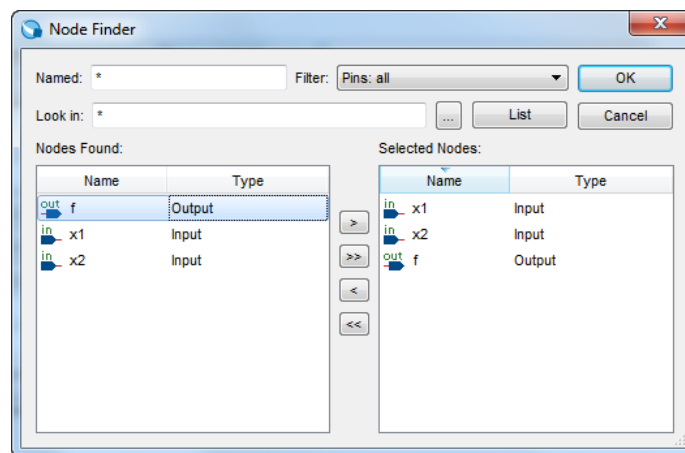 Node Finder
Named: * Filter: Pins: all OK
Look in: * ... List Cancel
Nodes Found: Selected Nodes:
Name Type Name Type
out f Output in x1 Input
in x1 Input in x2 Input
in x2 Input out f Output
>
>>
<
<<